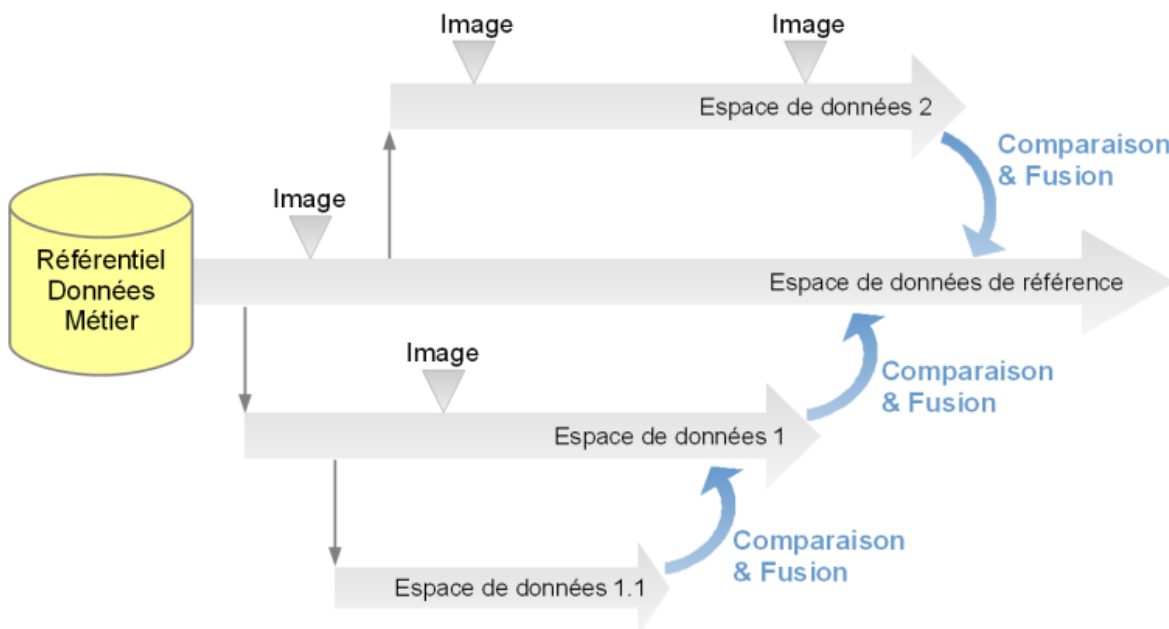 Image
Image
Espace de données 2
Comparaison
& Fusion
Image
Référentiel
Données
Métier
Espace de données de référence
Image
Comparaison
& Fusion
Espace de données 1
Comparaison
& Fusion
Espace de données 1.1